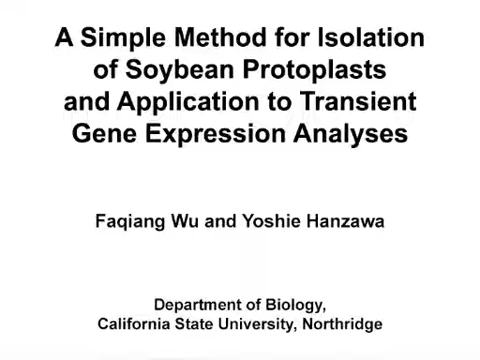 A Simple Method for Isolation
of Soybean Protoplasts
and Application to Transient
Gene Expression Analyses
Faqiang Wu and Yoshie Hanzawa
Department of Biology,
California State University, Northridge